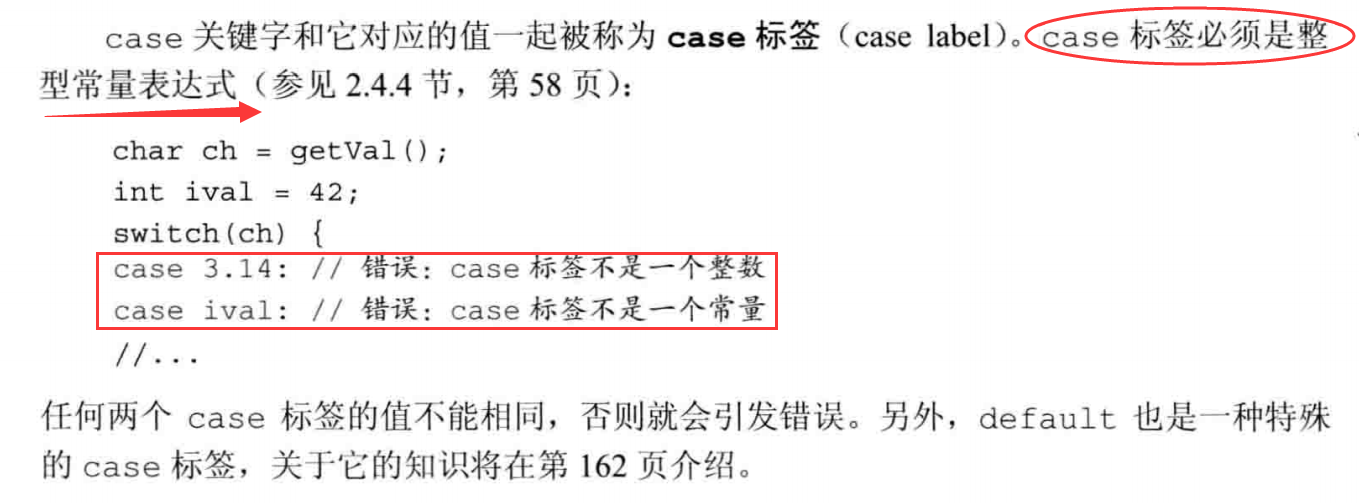 case 关键字和它对应的值一起被称为 case 标签（case label）。case 标签必须是整
型常量表达式（参见 2.4.4 节，第 58 页）：
char ch = getVal();
int ival = 42;
switch(ch) {
case 3.14: // 错误：case 标签不是一个整数
case ival: // 错误：case 标签不是一个常量
//...
任何两个 case 标签的值不能相同，否则就会引发错误。另外，default 也是一种特殊
的 case 标签，关于它的知识将在第 162 页介绍。